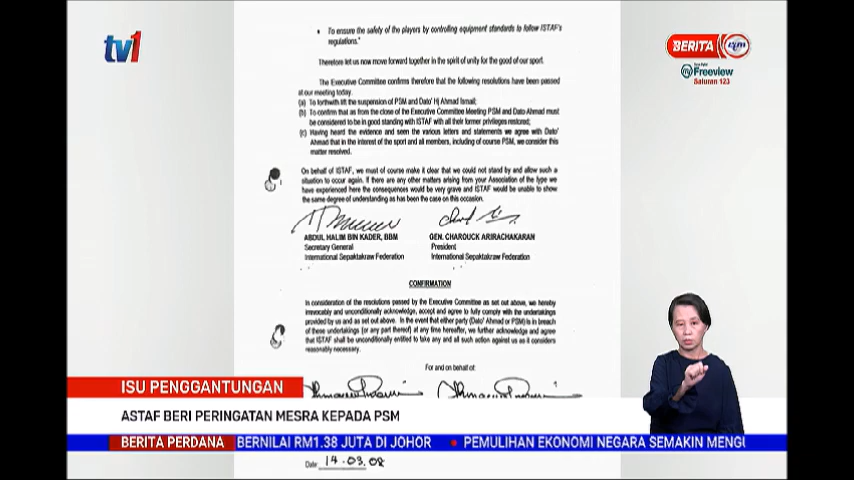 • To ensure the safety of the players by controlling equipment standards to follow ISTAF's
regulations."
Therefore let us now move forward together in the spirit of unity for the good of our sport.
The Executive Committee confirms therefore that the following resolutions have been passed
at our meeting today.
(a) To forthwith lift the suspension of PSM and Dato' Hj Ahmad Ismail;
(b) To confirm that as from the close of the Executive Committee Meeting PSM and Dato Ahmad must
be considered to be in good standing with ISTAF with all their former privileges restored;
(c) Having heard the evidence and seen the various letters and statements we agree with Dato'
Ahmad that in the interest of the sport and all members, including of course PSM, we consider this
matter resolved.
On behalf of ISTAF, we must of course make it clear that we could not stand by and allow such a
situation to occur again. If there are any other matters arising from your Association of the type we
have experienced here the consequences would be very grave and ISTAF would be unable to show
the same degree of understanding as has been the case on this occasion.
ABDUL HALIM BIN KADER, BBM
Secretary General
International Sepaktakraw Federation
GEN. CHAROUCK ARIRACHAKARAN
President
International Sepaktakraw Federation
CONFIRMATION
In consideration of the resolutions passed by the Executive Committee as set out above, we hereby
irrevocably and unconditionally acknowledge, accept and agree to fully comply with the undertakings
provided by us and as set out above. In the event that either party (Dato' Ahmad or PSM) is in breach
of these undertakings (or any part thereof) at any time hereafter, we further acknowledge and agree
that ISTAF shall be unconditionally entitled to take any and all such action against us as it considers
reasonably necessary.
For and on behalf of:
tv1
BERITA rtm
my Freeview
Saluran 123
ISU PENGGANTUNGAN
ASTAF BERI PERINGATAN MESRA KEPADA PSM
BERITA PERDANA BERNILAI RM1.38 JUTA DI JOHOR • PEMULIHAN EKONOMI NEGARA SEMAKIN MENGU
Date: 14.03.08